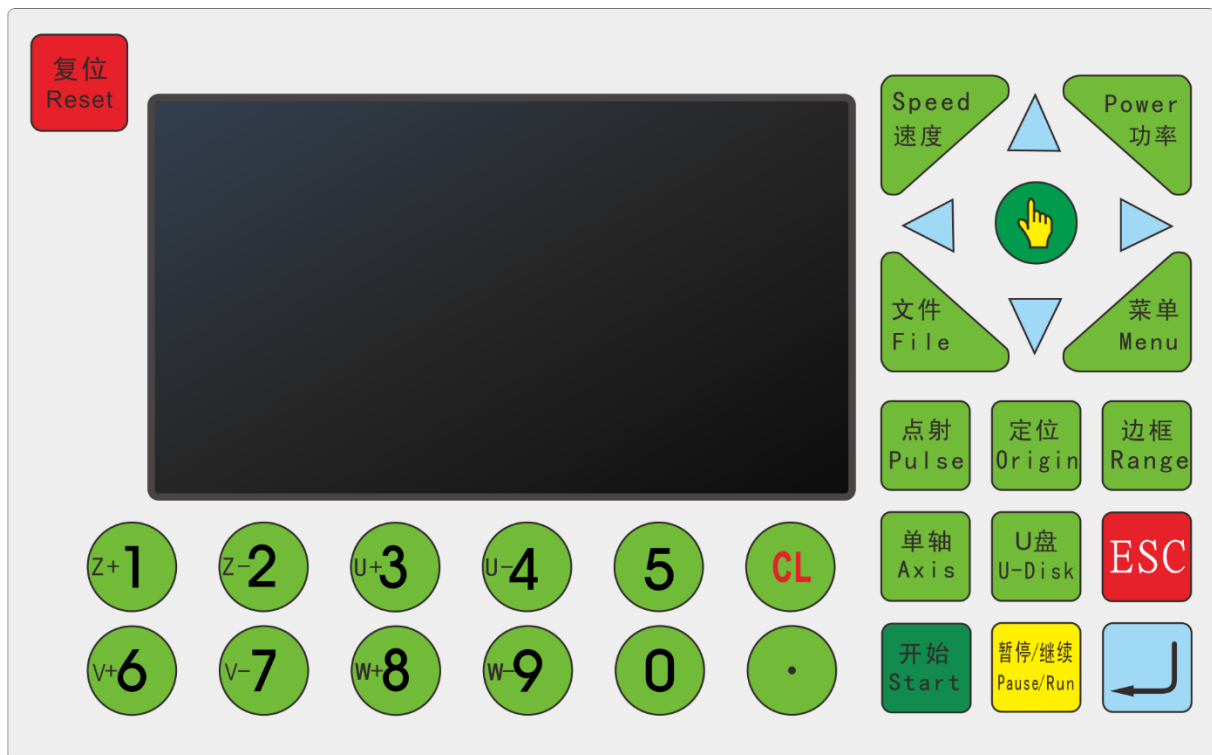 复位
Reset
Speed
速度
Power
功率
文件
File
菜单
Menu
点射
Pulse
定位
Origin
边框
Range
单轴
Axis
U盘
U-Disk
ESC
Z+1
Z-2
U+3
U-4
5
CL
开始
Start
暂停/继续
Pause/Run
V+6
V-7
W+8
W-9
0
.